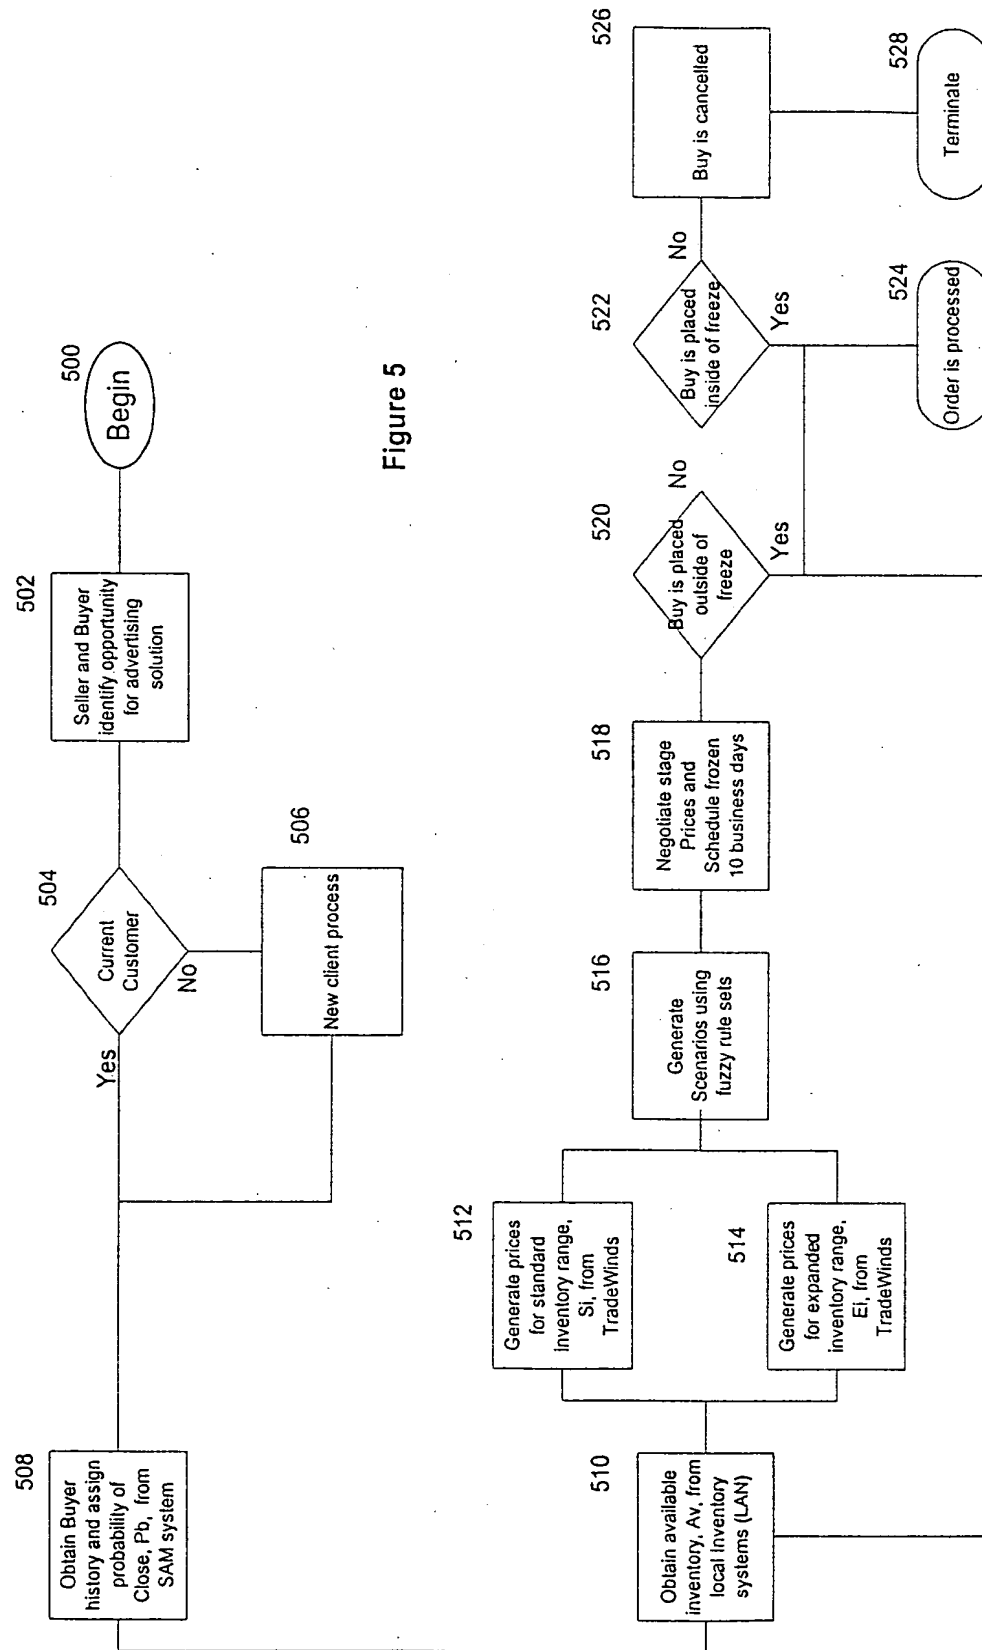 500
Begin
502
Seller and Buyer
identify opportunity
for advertising
solution
504
Current
Customer
Yes
No
506
New client process
508
Obtain Buyer
history and assign
probability of
Close, Pb, from
SAM system
Figure 5
510
Obtain available
inventory, Av, from
local Inventory
systems (LAN)
512
Generate prices
for standard
Inventory range,
Si, from
TradeWinds
514
Generate prices
for expanded
inventory range,
Ei, from
TradeWinds
516
Generate
Scenarios using
fuzzy rule sets
518
Negotiate stage
Prices and
Schedule frozen
10 business days
520
Buy is placed
outside of
freeze
No
Yes
522
Buy is placed
inside of freeze
No
Yes
524
Order is processed
526
Buy is cancelled
528
Terminate